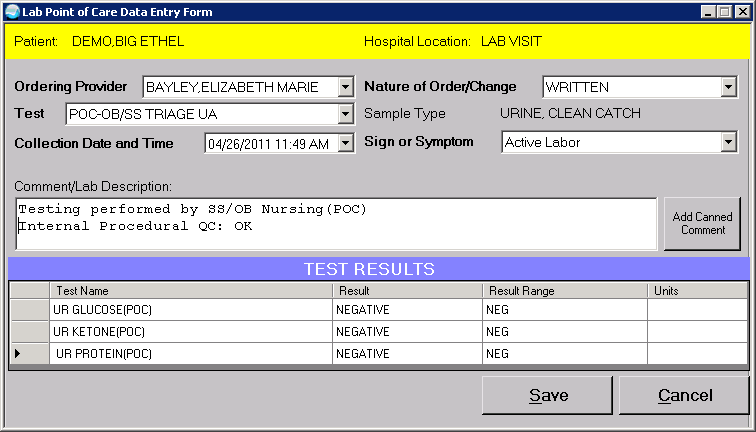 Lab Point of Care Data Entry Form
Patient: DEMO,BIG ETHEL Hospital Location: LAB VISIT
Ordering Provider BAYLEY,ELIZABETH MARIE Nature of Order/Change WRITTEN
Test POC-OB/SS TRIAGE UA Sample Type URINE, CLEAN CATCH
Collection Date and Time 04/26/2011 11:49 AM Sign or Symptom Active Labor
Comment/Lab Description:
Testing performed by SS/OB Nursing(POC)
Internal Procedural QC: OK
Add Canned
Comment
TEST RESULTS
Test Name Result Result Range Units
UR GLUCOSE(POC) NEGATIVE NEG
UR KETONE(POC) NEGATIVE NEG
UR PROTEIN(POC) NEGATIVE NEG
Save Cancel